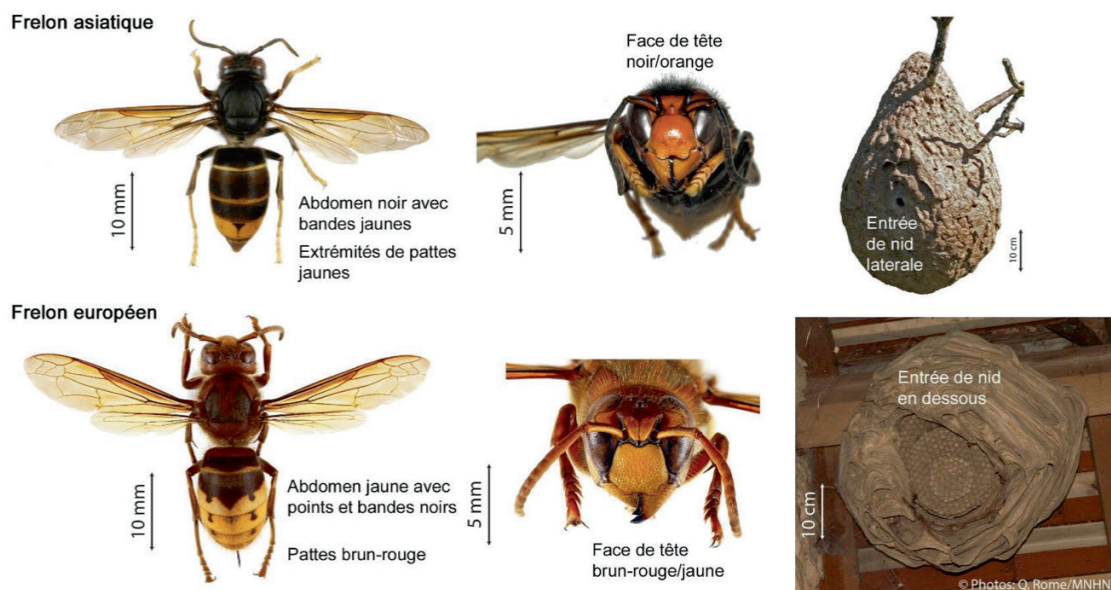 Frelon asiatique
Face de tête
noir/orange
10 mm
Abdomen noir avec
bandes jaunes
Extrémités de pattes
jaunes
5 mm
Entrée
de nid
laterale
10 cm
Frelon européen
10 mm
Abdomen jaune avec
points et bandes noirs
Pattes brun-rouge
5 mm
Face de tête
brun-rouge/jaune
Entrée de nid
en dessous
10 cm
© Photos: Q. Rome/MNHN